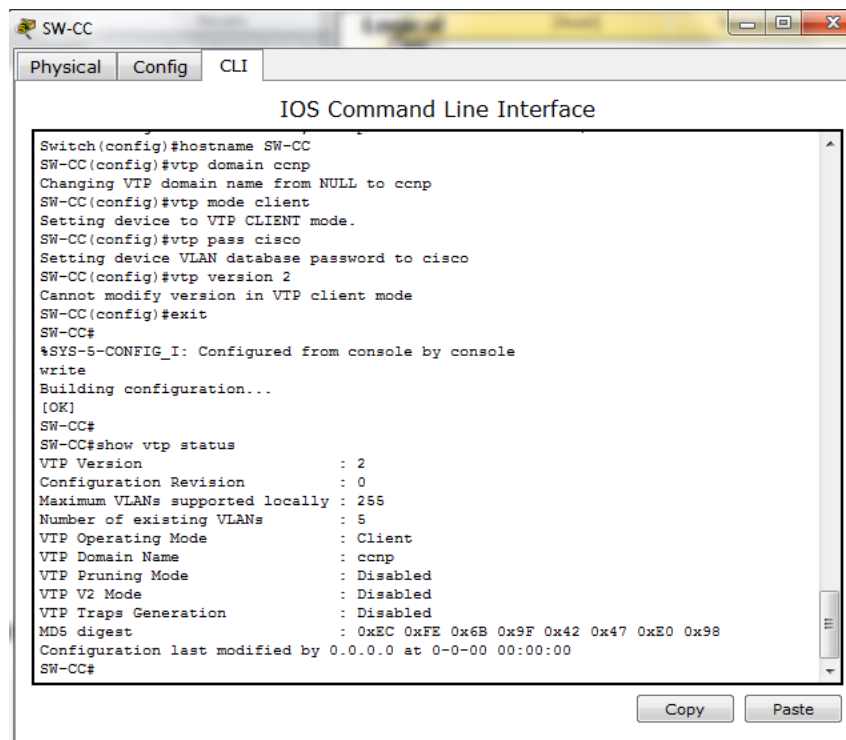 SW-CC
Physical Config CLI
IOS Command Line Interface
Switch(config)#hostname SW-CC
SW-CC(config)#vtp domain ccnp
Changing VTP domain name from NULL to ccnp
SW-CC(config)#vtp mode client
Setting device to VTP CLIENT mode.
SW-CC(config)#vtp pass cisco
Setting device VLAN database password to cisco
SW-CC(config)#vtp version 2
Cannot modify version in VTP client mode
SW-CC(config)#exit
SW-CC#
%SYS-5-CONFIG_I: Configured from console by console
write
Building configuration...
[OK]
SW-CC#
SW-CC#show vtp status
VTP Version : 2
Configuration Revision : 0
Maximum VLANs supported locally : 255
Number of existing VLANs : 5
VTP Operating Mode : Client
VTP Domain Name : ccnp
VTP Pruning Mode : Disabled
VTP V2 Mode : Disabled
VTP Traps Generation : Disabled
MD5 digest : 0xEC 0xFE 0x6B 0x9F 0x42 0x47 0xE0 0x98
Configuration last modified by 0.0.0.0 at 0-0-00 00:00:00
SW-CC#
Copy Paste